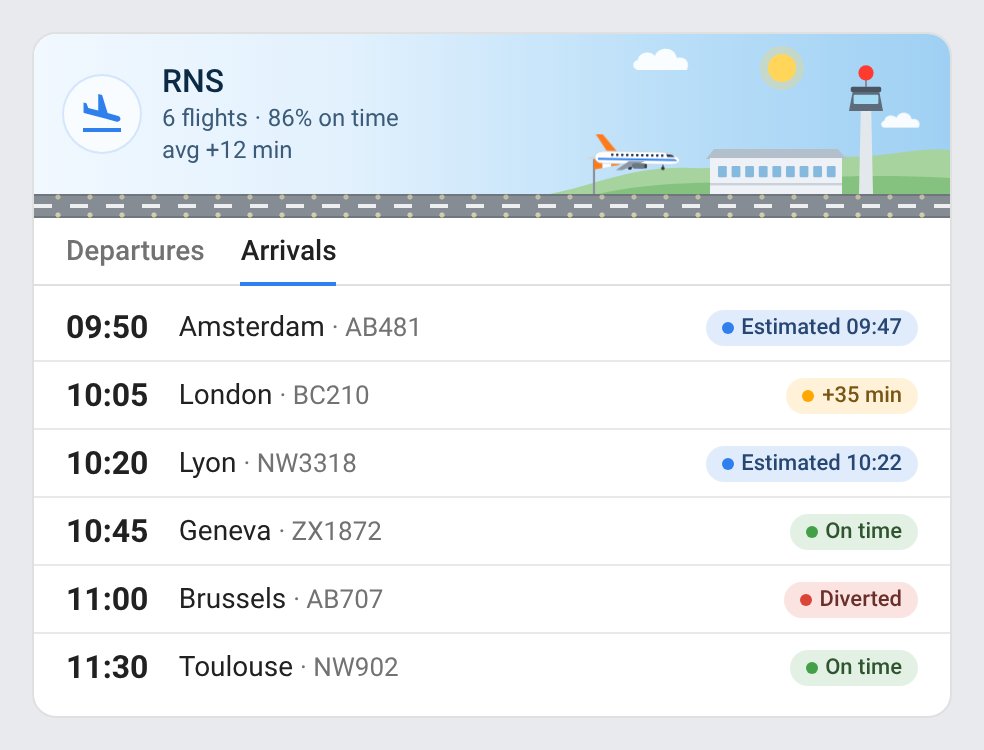 RNS
6 flights · 86% on time
avg +12 min
Departures Arrivals
09:50 Amsterdam · AB481 Estimated 09:47
10:05 London · BC210 +35 min
10:20 Lyon · NW3318 Estimated 10:22
10:45 Geneva · ZX1872 On time
11:00 Brussels · AB707 Diverted
11:30 Toulouse · NW902 On time